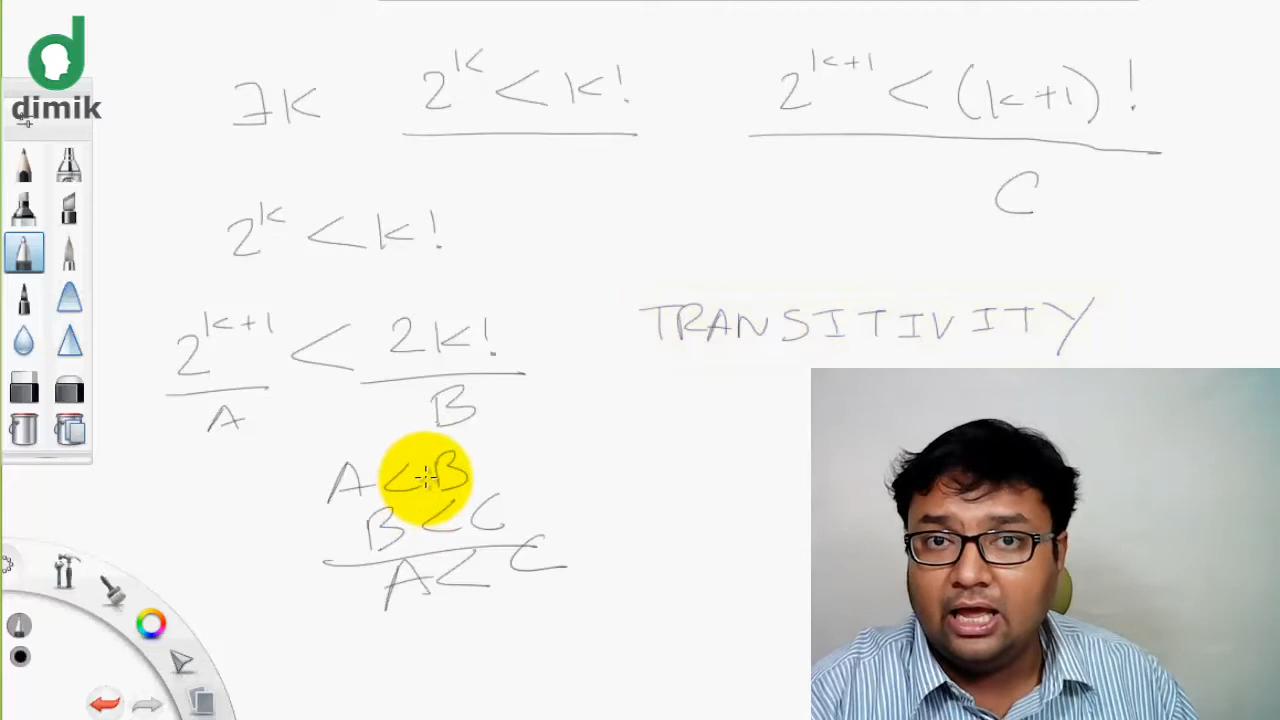 dimik
∃k 2^k < k! 2^(k+1) < (k+1)!
C
2^k < k!
TRANSITIVITY
2^(k+1) < 2k!
A B
A < B
B < C
A < C